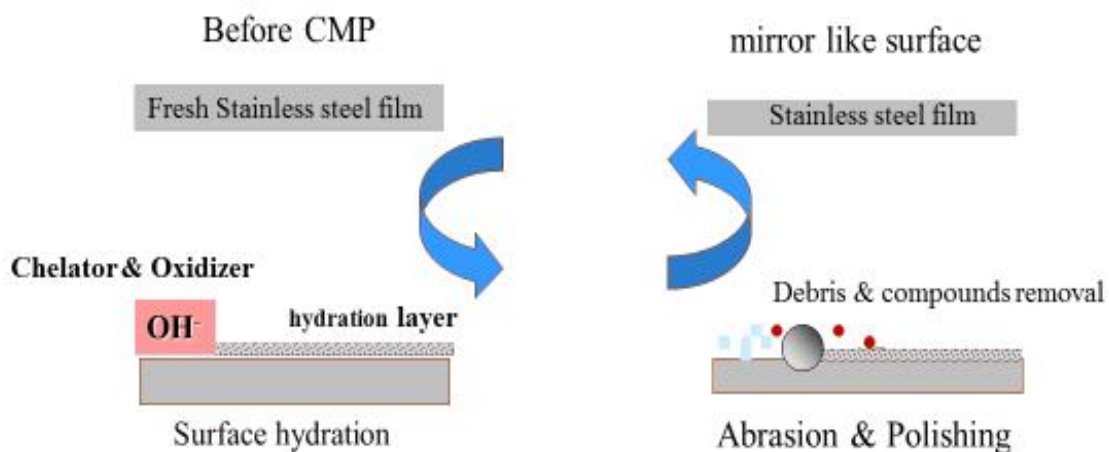 Before CMP
mirror like surface
Fresh Stainless steel film
Stainless steel film
Chelator & Oxidizer
OH-
hydration layer
Debris & compounds removal
Surface hydration
Abrasion & Polishing